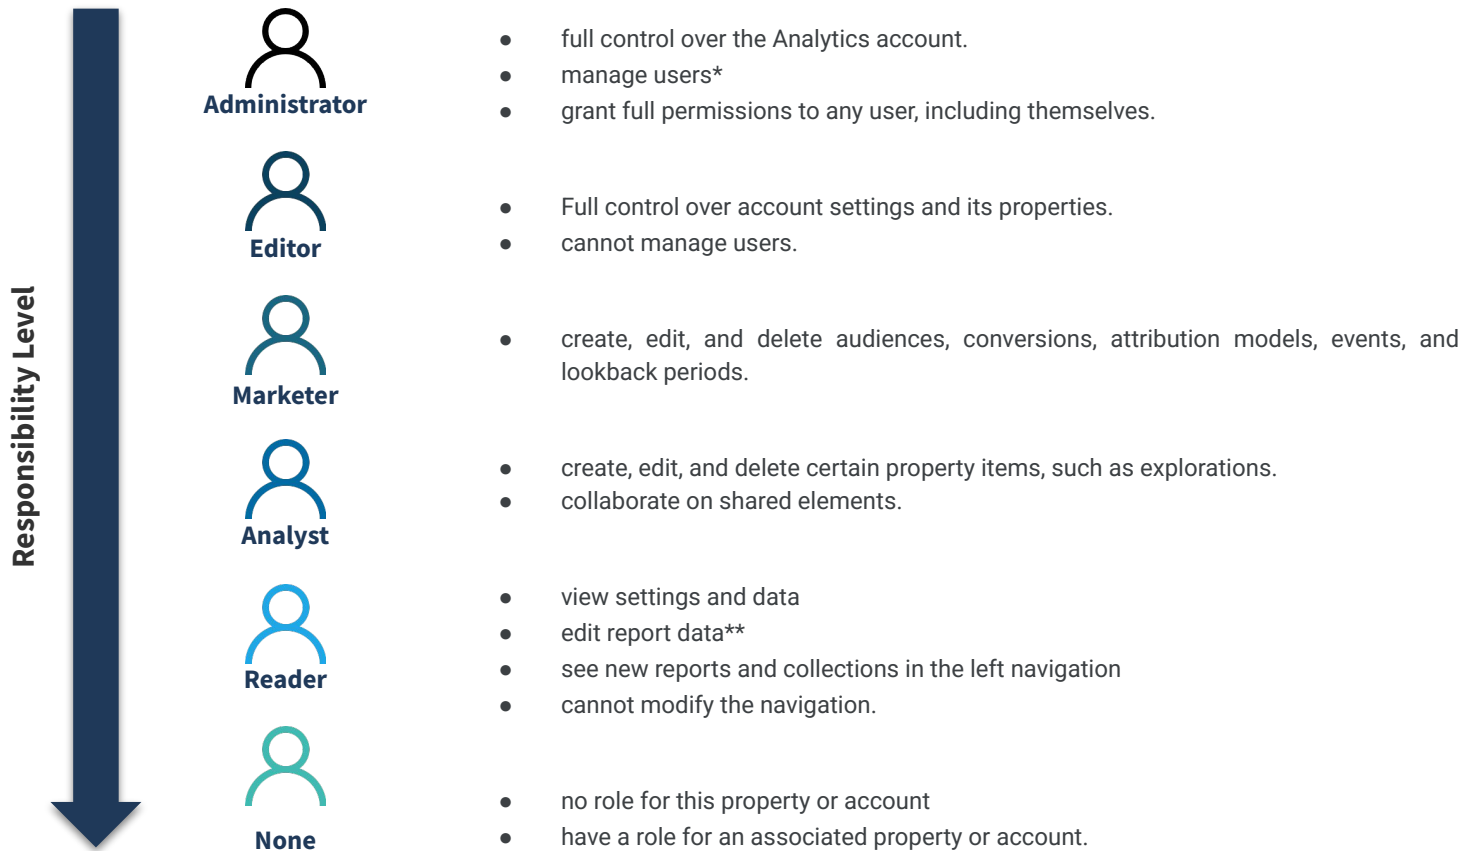 Responsibility Level
Administrator
● full control over the Analytics account.
● manage users*
● grant full permissions to any user, including themselves.
Editor
● Full control over account settings and its properties.
● cannot manage users.
Marketer
● create, edit, and delete audiences, conversions, attribution models, events, and
lookback periods.
Analyst
● create, edit, and delete certain property items, such as explorations.
● collaborate on shared elements.
Reader
● view settings and data
● edit report data**
● see new reports and collections in the left navigation
● cannot modify the navigation.
None
● no role for this property or account
● have a role for an associated property or account.